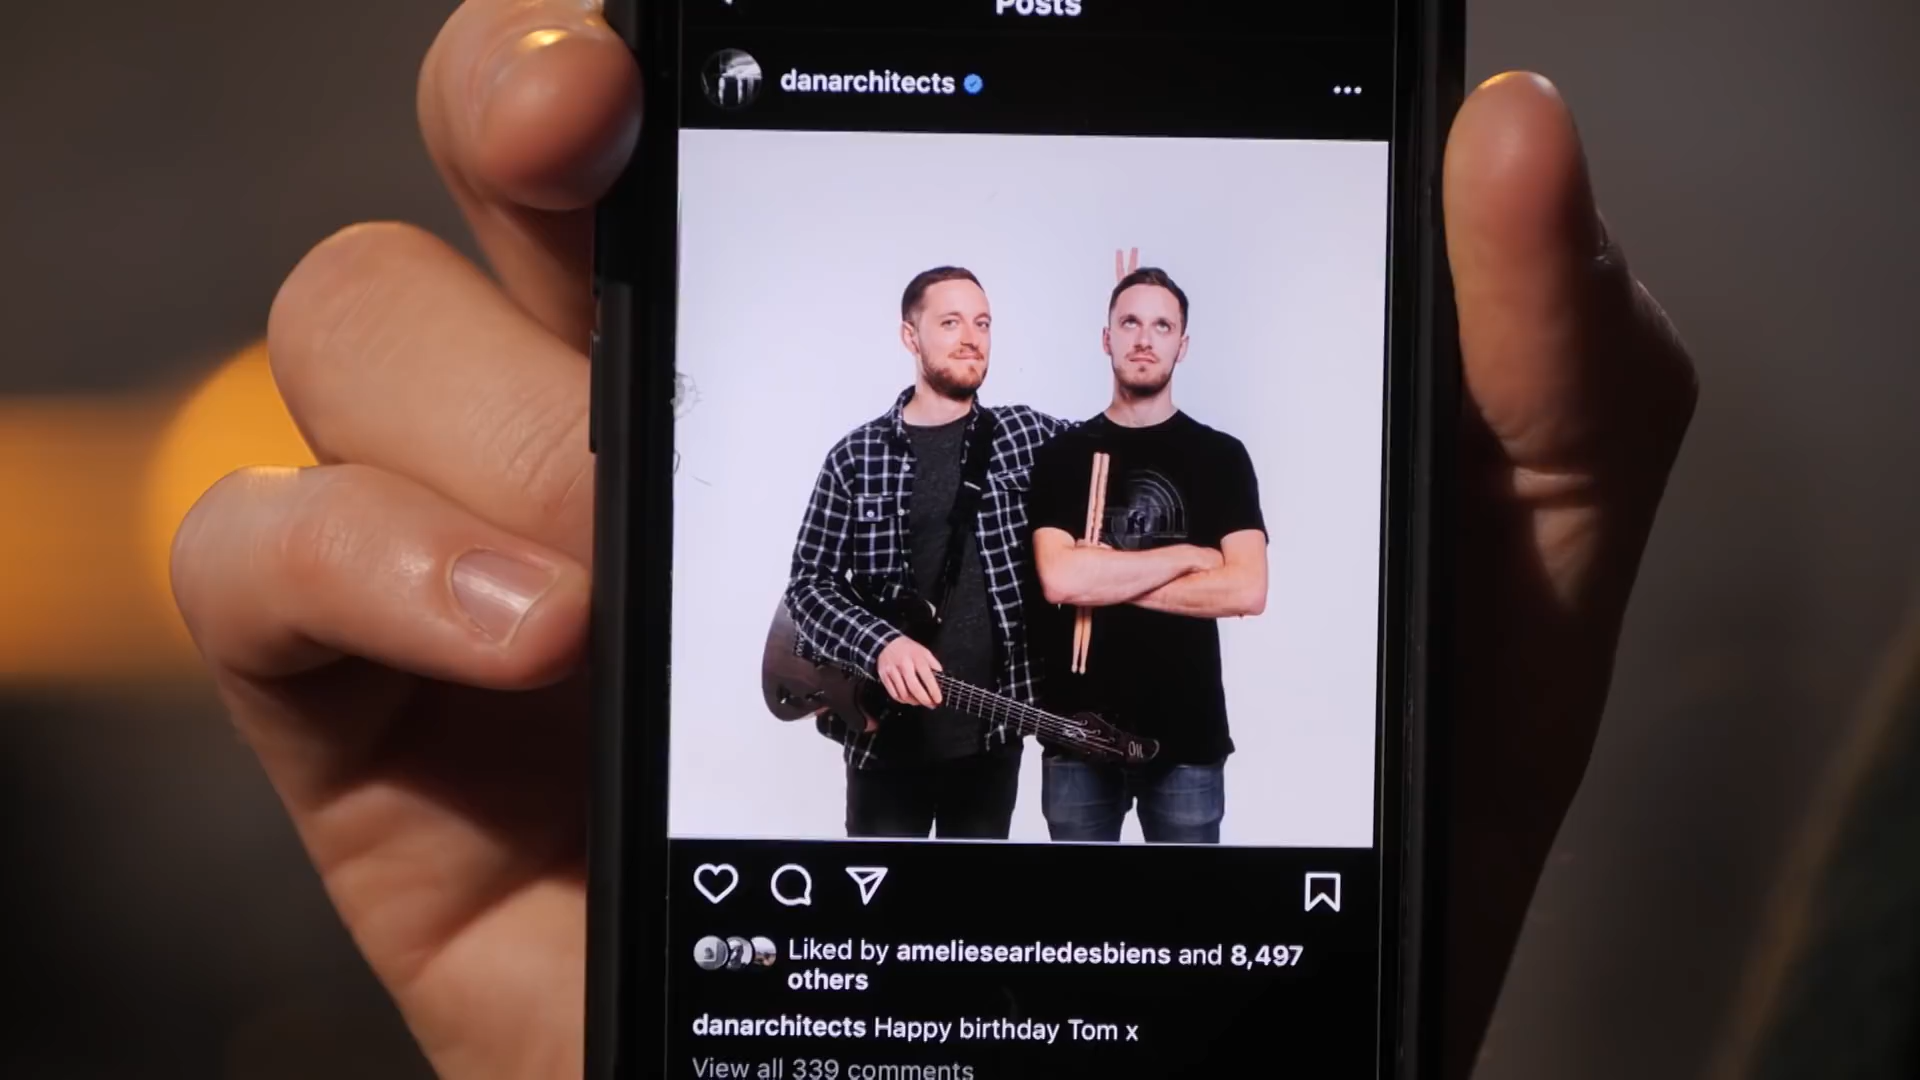 Posts
danarchitects
Liked by ameliesearledesbiens and 8,497
others
danarchitects Happy birthday Tom x
View all 339 comments